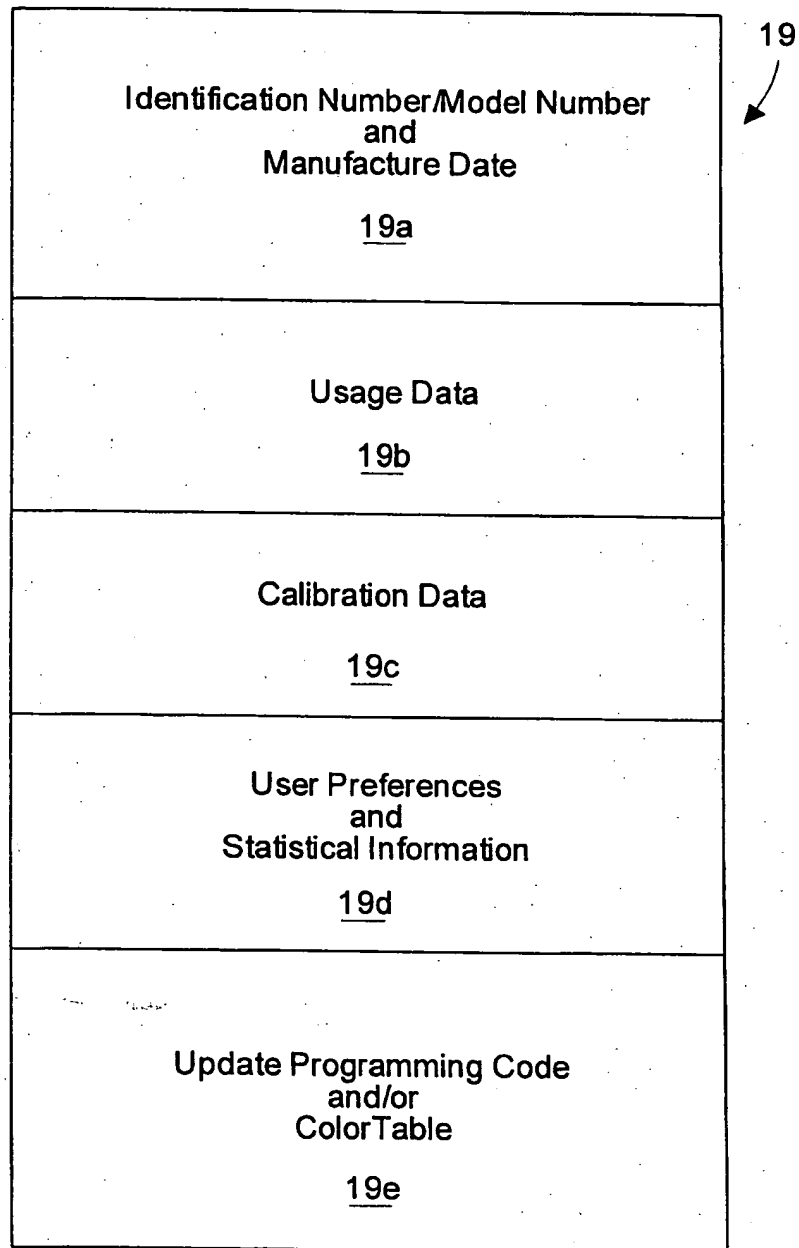 19
Identification Number/Model Number
and
Manufacture Date
19a
Usage Data
19b
Calibration Data
19c
User Preferences
and
Statistical Information
19d
Update Programming Code
and/or
ColorTable
19e